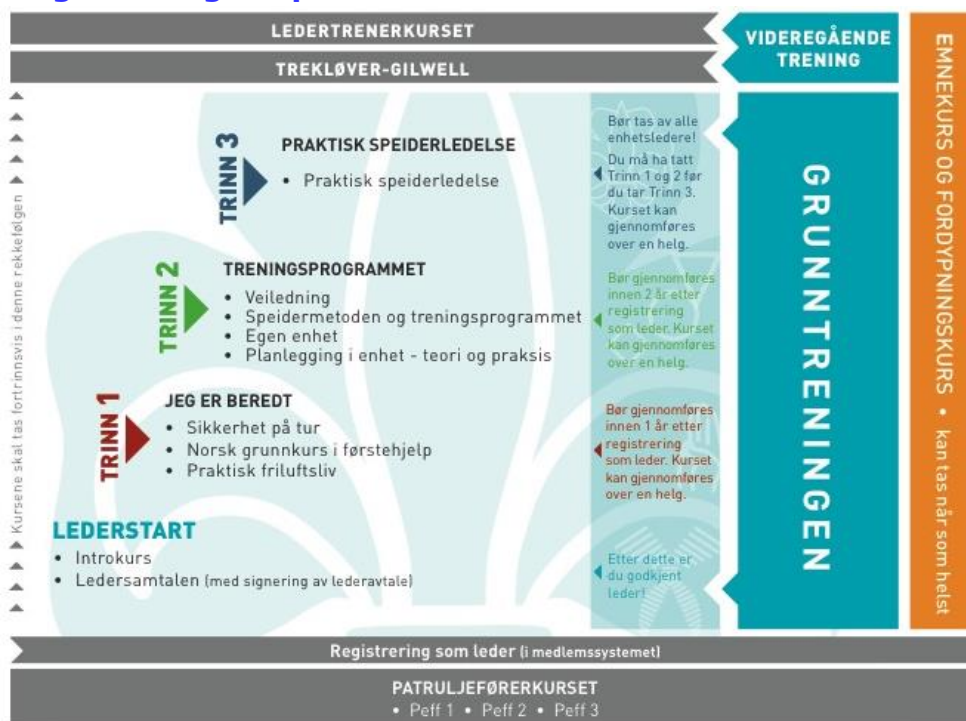 LEDERTRENERKURSET
TREKLØVER-GILWELL
VIDEREGÅENDE
TRENING
EMNEKURS OG FORDYPNINGSKURS • kan tas når som helst
GRUNNTRENINGEN
Kursene skal tas fortrinnsvis i denne rekkefølgen
TRINN 3
PRAKTISK SPEIDERLEDELSE
• Praktisk speiderledelse
Bør tas av alle
enhetsledere!
Du må ha tatt
Trinn 1 og 2 før
du tar Trinn 3.
Kurset kan
gjennomføres
over en helg.
TRINN 2
TRENINGSPROGRAMMET
• Veiledning
• Speidermetoden og treningsprogrammet
• Egen enhet
• Planlegging i enhet - teori og praksis
Bør gjennomføres
innen 2 år etter
registrering
som leder. Kurset
kan gjennomføres
over en helg.
TRINN 1
JEG ER BEREDT
• Sikkerhet på tur
• Norsk grunnkurs i førstehjelp
• Praktisk friluftsliv
Bør gjennomføres
innen 1 år etter
registrering
som leder. Kurset
kan gjennomføres
over en helg.
LEDERSTART
• Introkurs
• Ledersamtalen (med signering av lederavtale)
Etter dette er
du godkjent
leder!
Registrering som leder (i medlemssystemet)
PATRULJEFØRERKURSET
• Peff 1 • Peff 2 • Peff 3